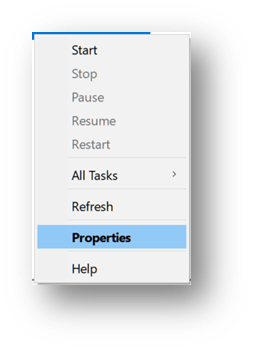 Start
Stop
Pause
Resume
Restart
All Tasks
Refresh
Properties
Help